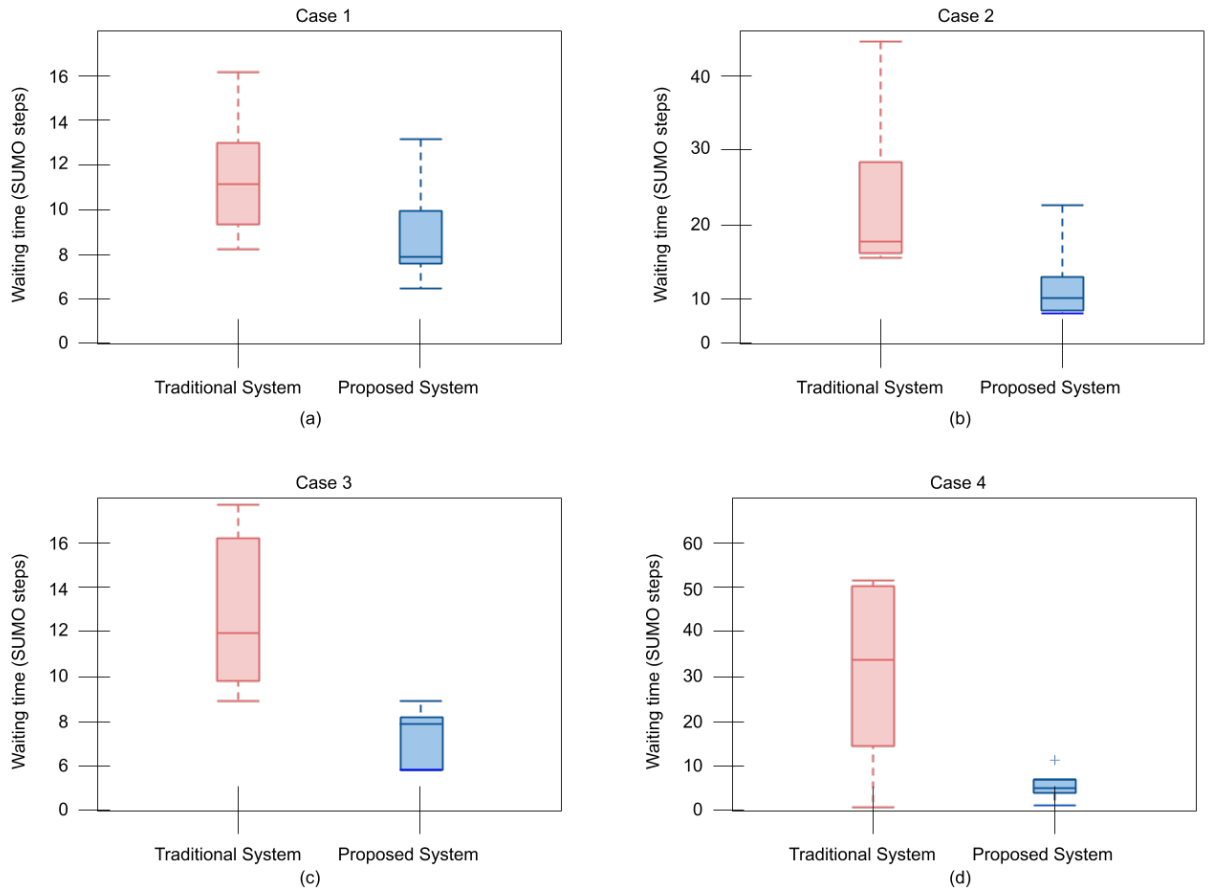 Case 1
Waiting time (SUMO steps)
16
14
12
10
8
6
0
Traditional System Proposed System
(a)
Case 2
Waiting time (SUMO steps)
40
30
20
10
0
Traditional System Proposed System
(b)
Case 3
Waiting time (SUMO steps)
16
14
12
10
8
6
0
Traditional System Proposed System
(c)
Case 4
Waiting time (SUMO steps)
60
50
40
30
20
10
0
Traditional System Proposed System
(d)